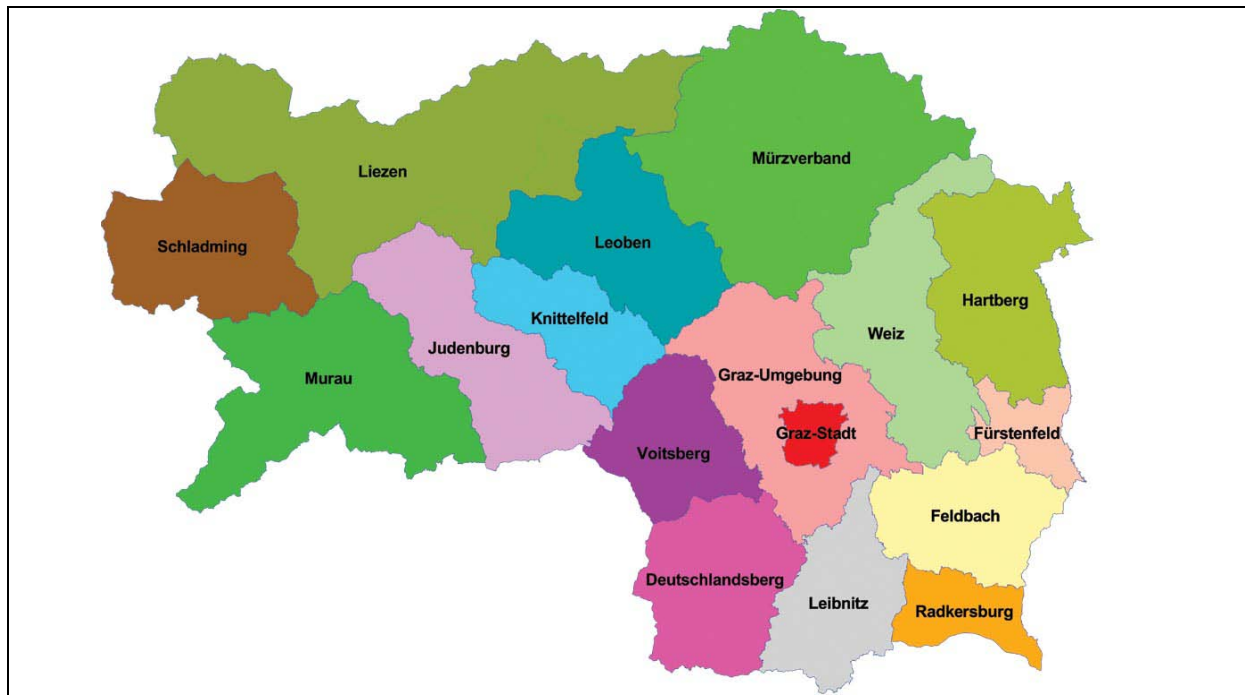 Mürzverband
Liezen
Schladming
Leoben
Hartberg
Knittelfeld
Weiz
Judenburg
Murau
Graz-Umgebung
Graz-Stadt
Fürstenfeld
Voitsberg
Feldbach
Deutschlandsberg
Leibnitz
Radkersburg